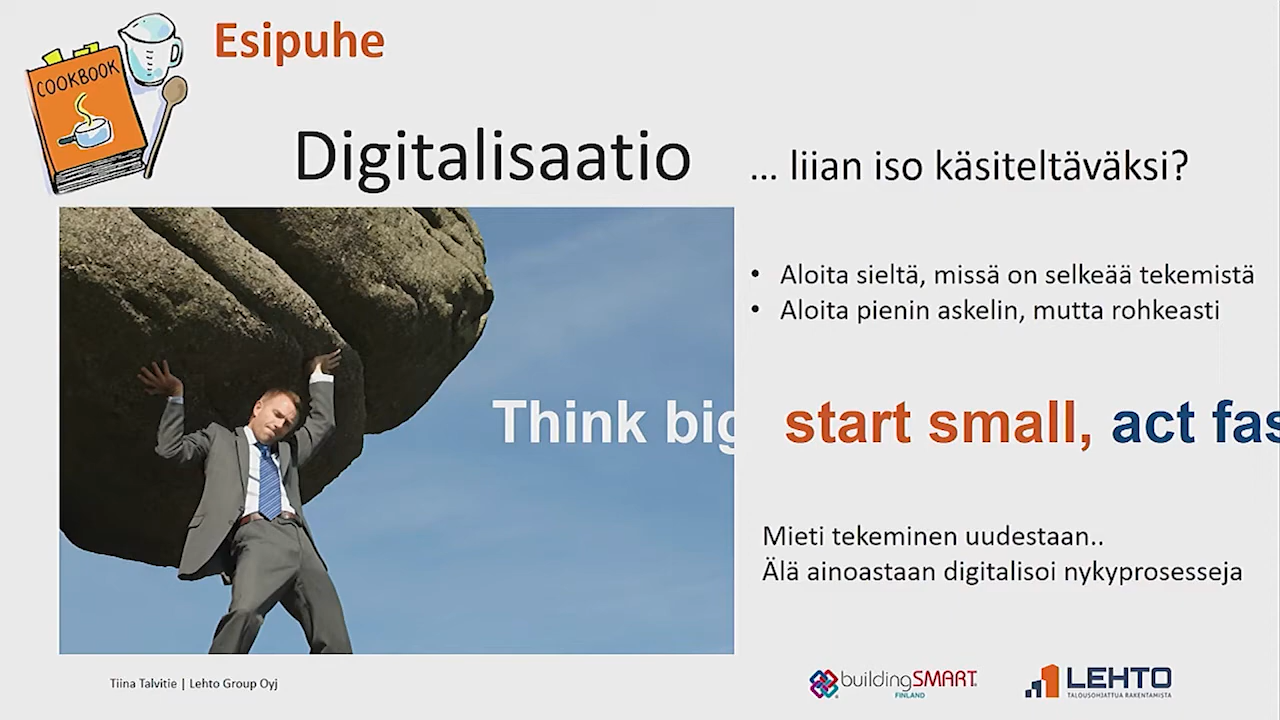 COOKBOOK
Esipuhe
Digitalisaatio ... liian iso käsiteltäväksi?
• Aloita sieltä, missä on selkeää tekemistä
• Aloita pienin askelin, mutta rohkeasti
Think big start small, act fas
Mieti tekeminen uudestaan..
Älä ainoastaan digitalisoi nykyprosesseja
Tiina Talvitie | Lehto Group Oyj
buildingSMART
FINLAND
LEHTO
TALOUSOHJATTUA RAKENTAMISTA